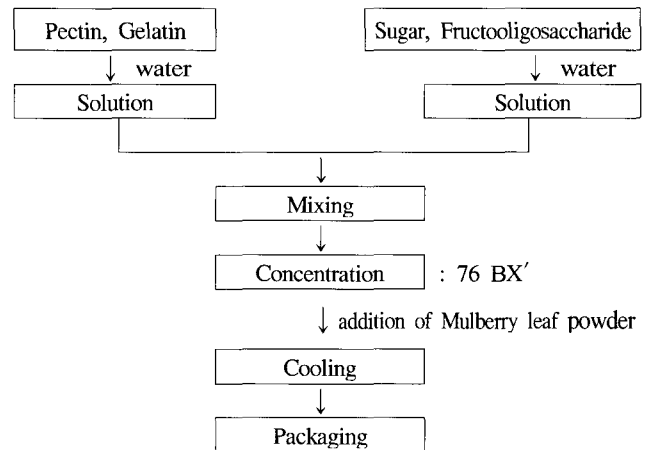 Pectin, Gelatin
Sugar, Fructooligosaccharide
water
water
Solution
Solution
Mixing
Concentration : 76 BX′
addition of Mulberry leaf powder
Cooling
Packaging